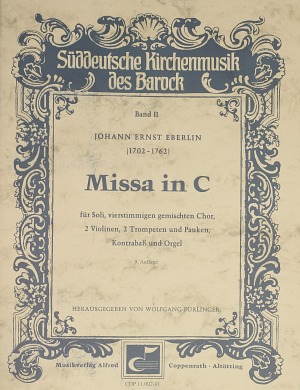 Süddeutsche Kirchenmusik
des Barock
Band II
JOHANN ERNST EBERLIN
(1702-1762)
Missa in C
für Soli, vierstimmigen gemischten Chor,
2 Violinen, 2 Trompeten und Pauken,
Kontrabaß und Orgel
Auflage
HERAUSGEGEBEN VON WOLFGANG FÜRLINGER
Musikverlag Alfred Coppenrath - Altötting